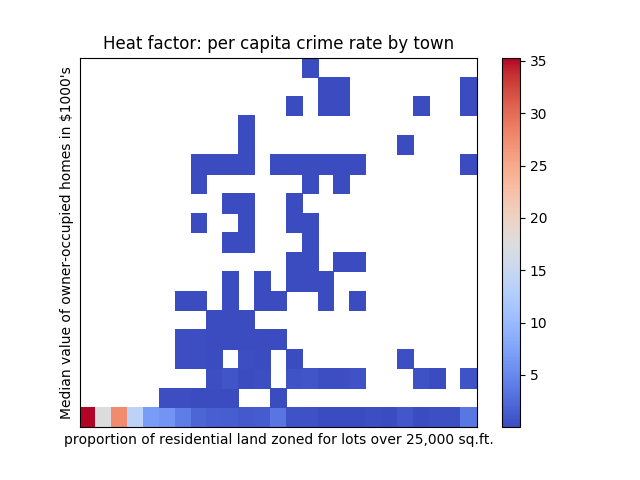 Heat factor: per capita crime rate by town
Median value of owner-occupied homes in $1000's
proportion of residential land zoned for lots over 25,000 sq.ft.
35
30
25
20
15
10
5